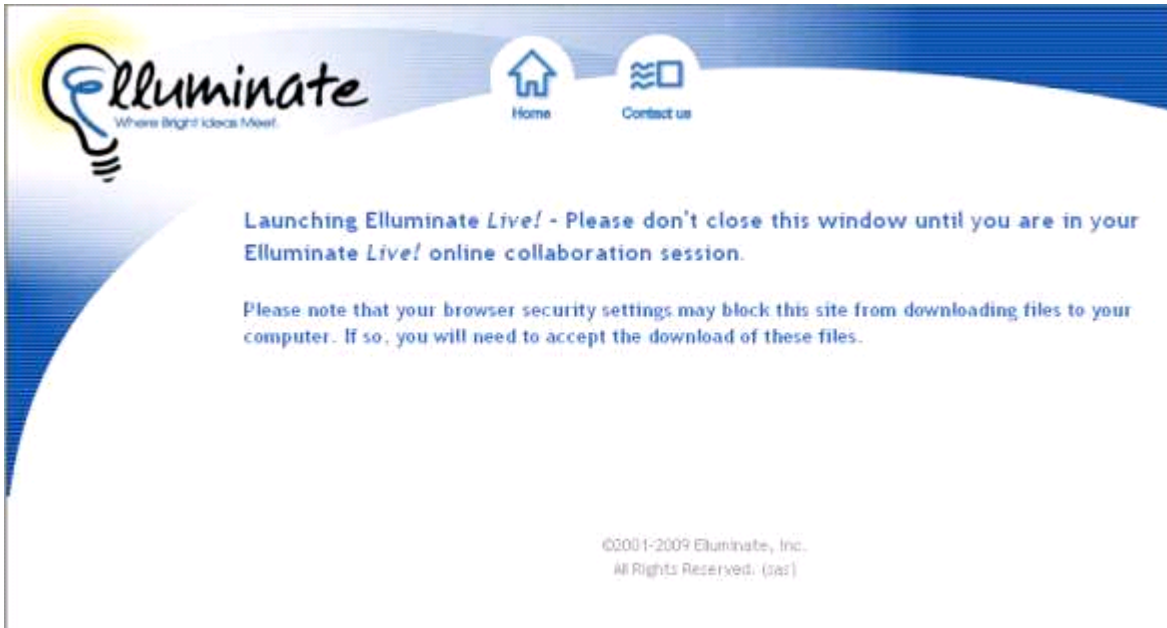 Elluminate
Where Bright Ideas Meet.
Home
Contact us
Launching Elluminate Live! - Please don't close this window until you are in your
Elluminate Live! online collaboration session.
Please note that your browser security settings may block this site from downloading files to your
computer. If so, you will need to accept the download of these files.
©2001-2009 Elluminate, Inc.
All Rights Reserved. (sas)